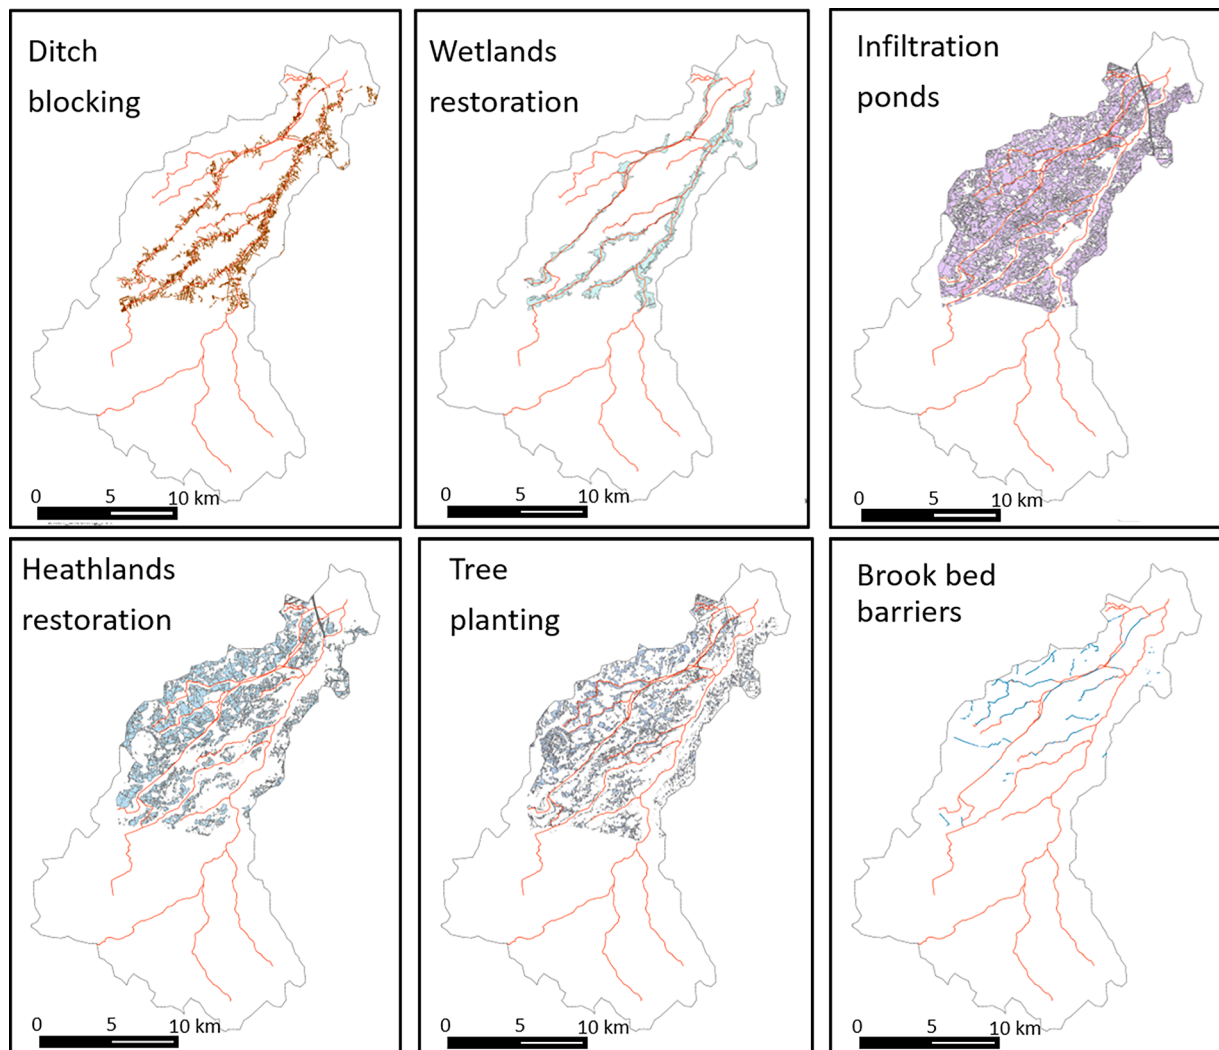 Ditch
blocking
0 5 10 km
Wetlands
restoration
0 5 10 km
Infiltration
ponds
0 5 10 km
Heathlands
restoration
0 5 10 km
Tree
planting
0 5 10 km
Brook bed
barriers
0 5 10 km